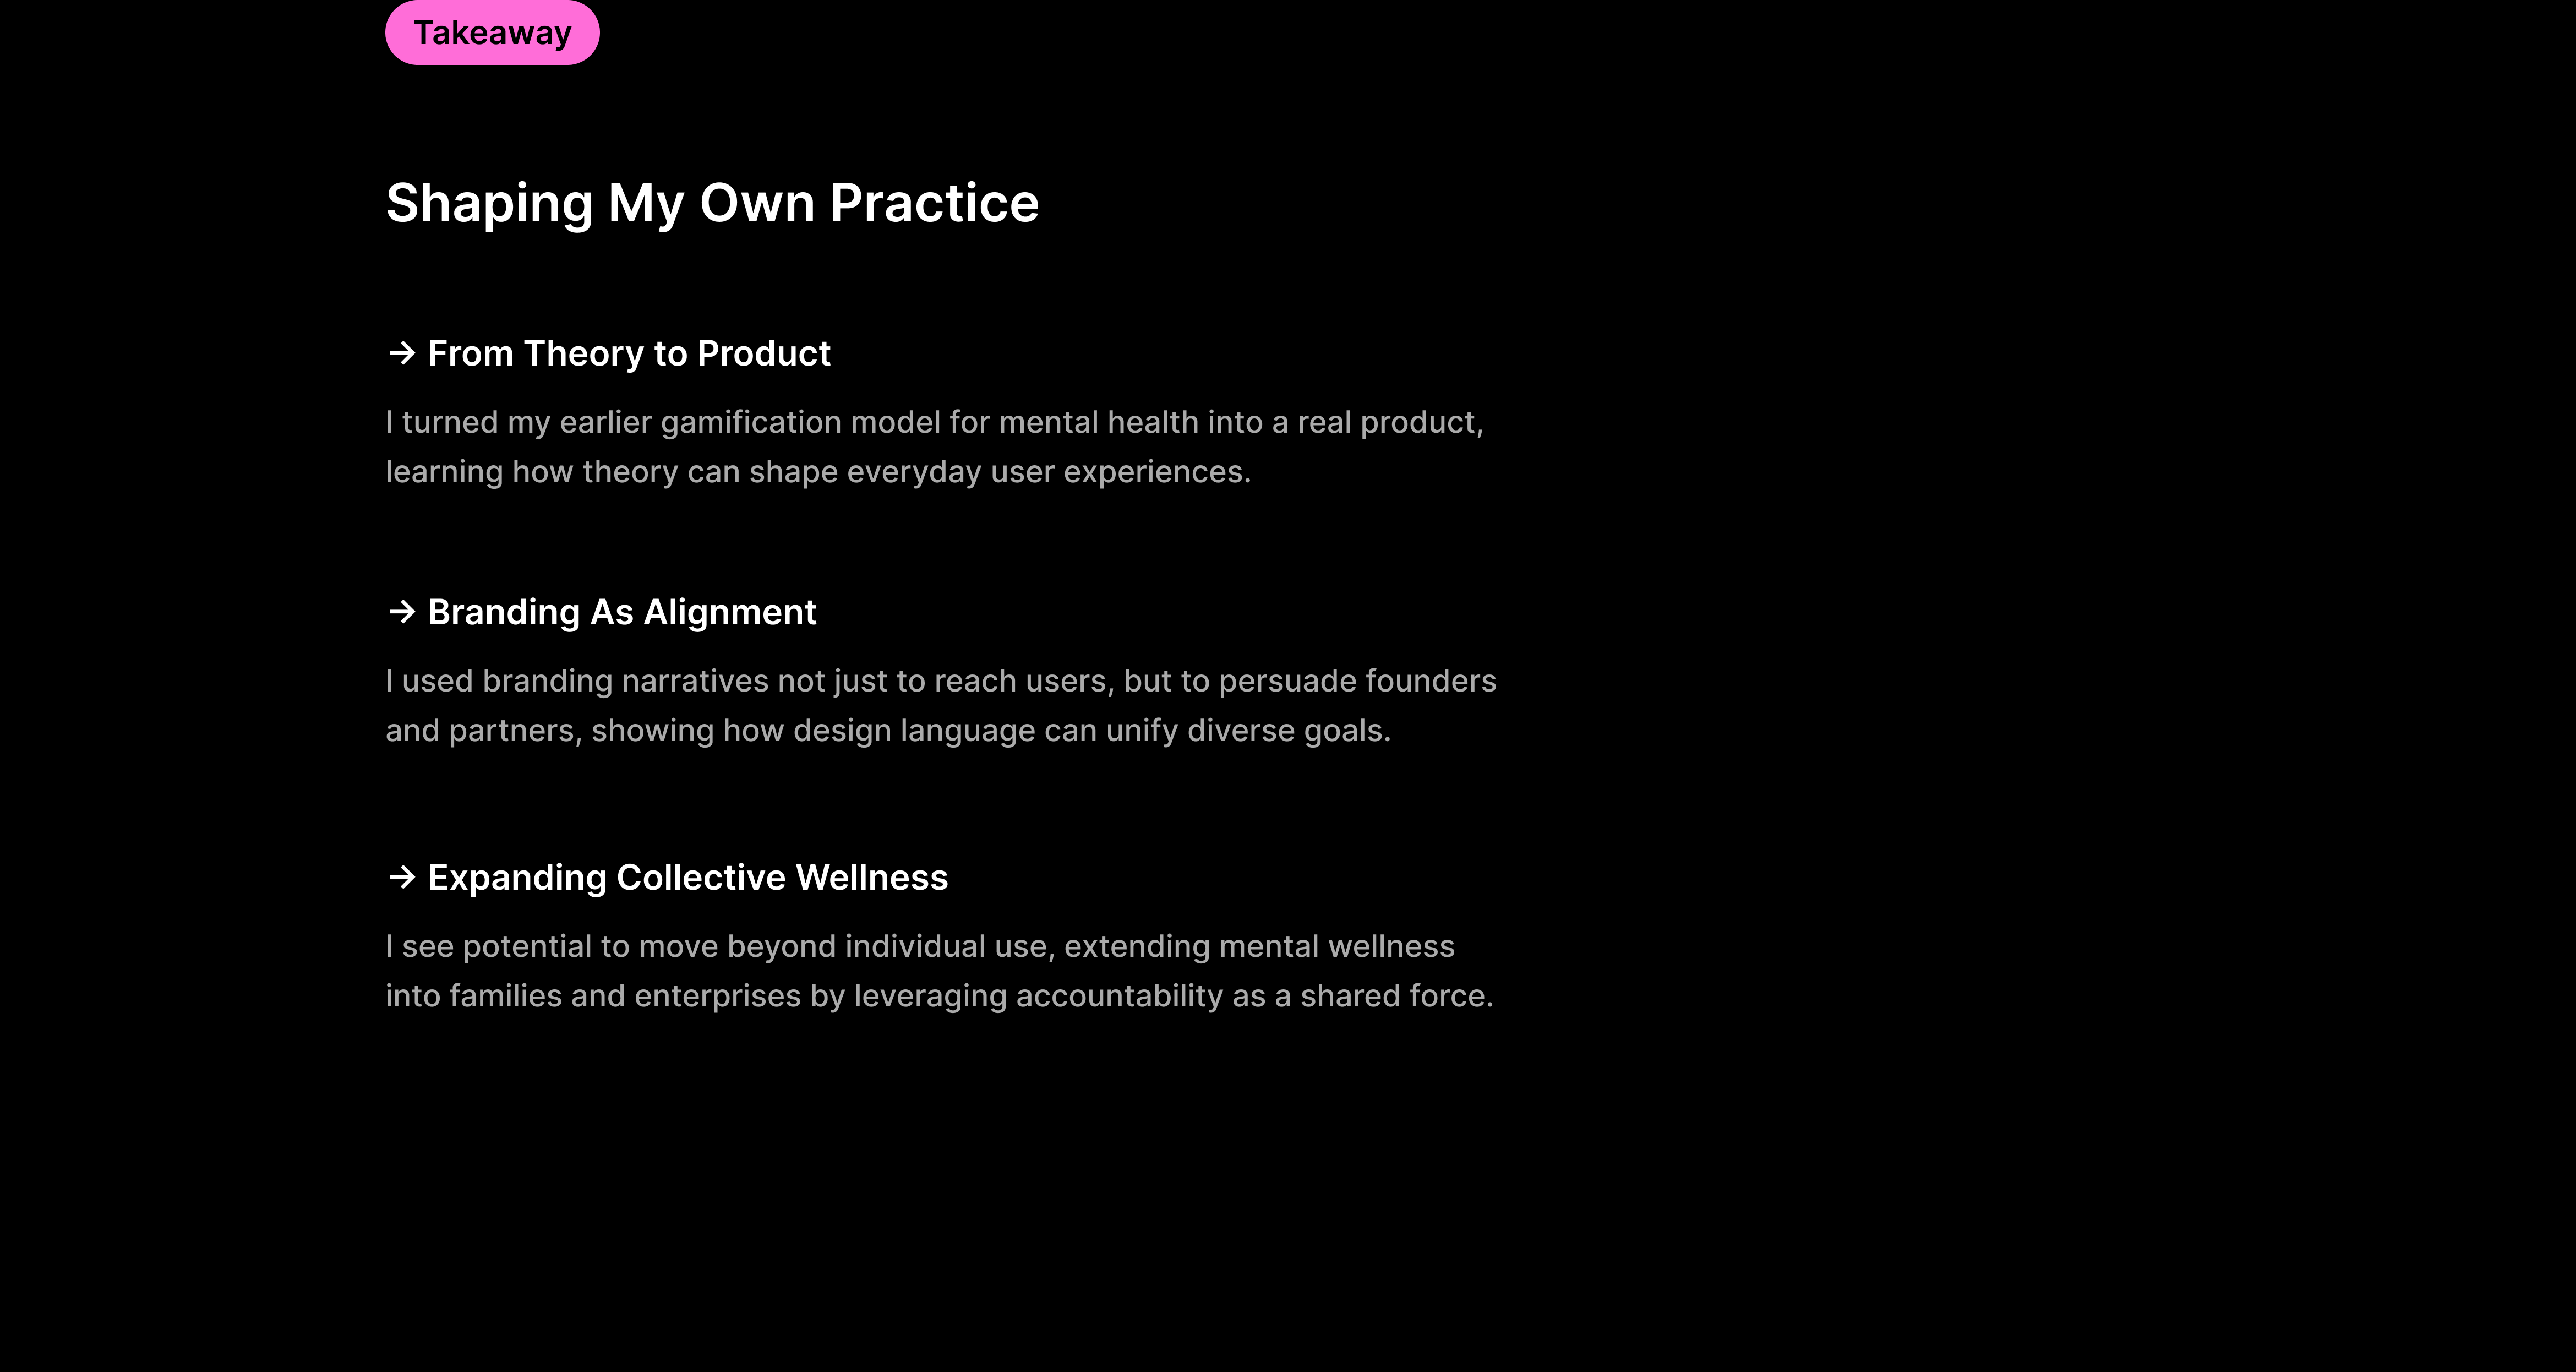 Takeaway
Shaping My Own Practice
→ From Theory to Product
I turned my earlier gamification model for mental health into a real product,
learning how theory can shape everyday user experiences.
→ Branding As Alignment
I used branding narratives not just to reach users, but to persuade founders
and partners, showing how design language can unify diverse goals.
→ Expanding Collective Wellness
I see potential to move beyond individual use, extending mental wellness
into families and enterprises by leveraging accountability as a shared force.